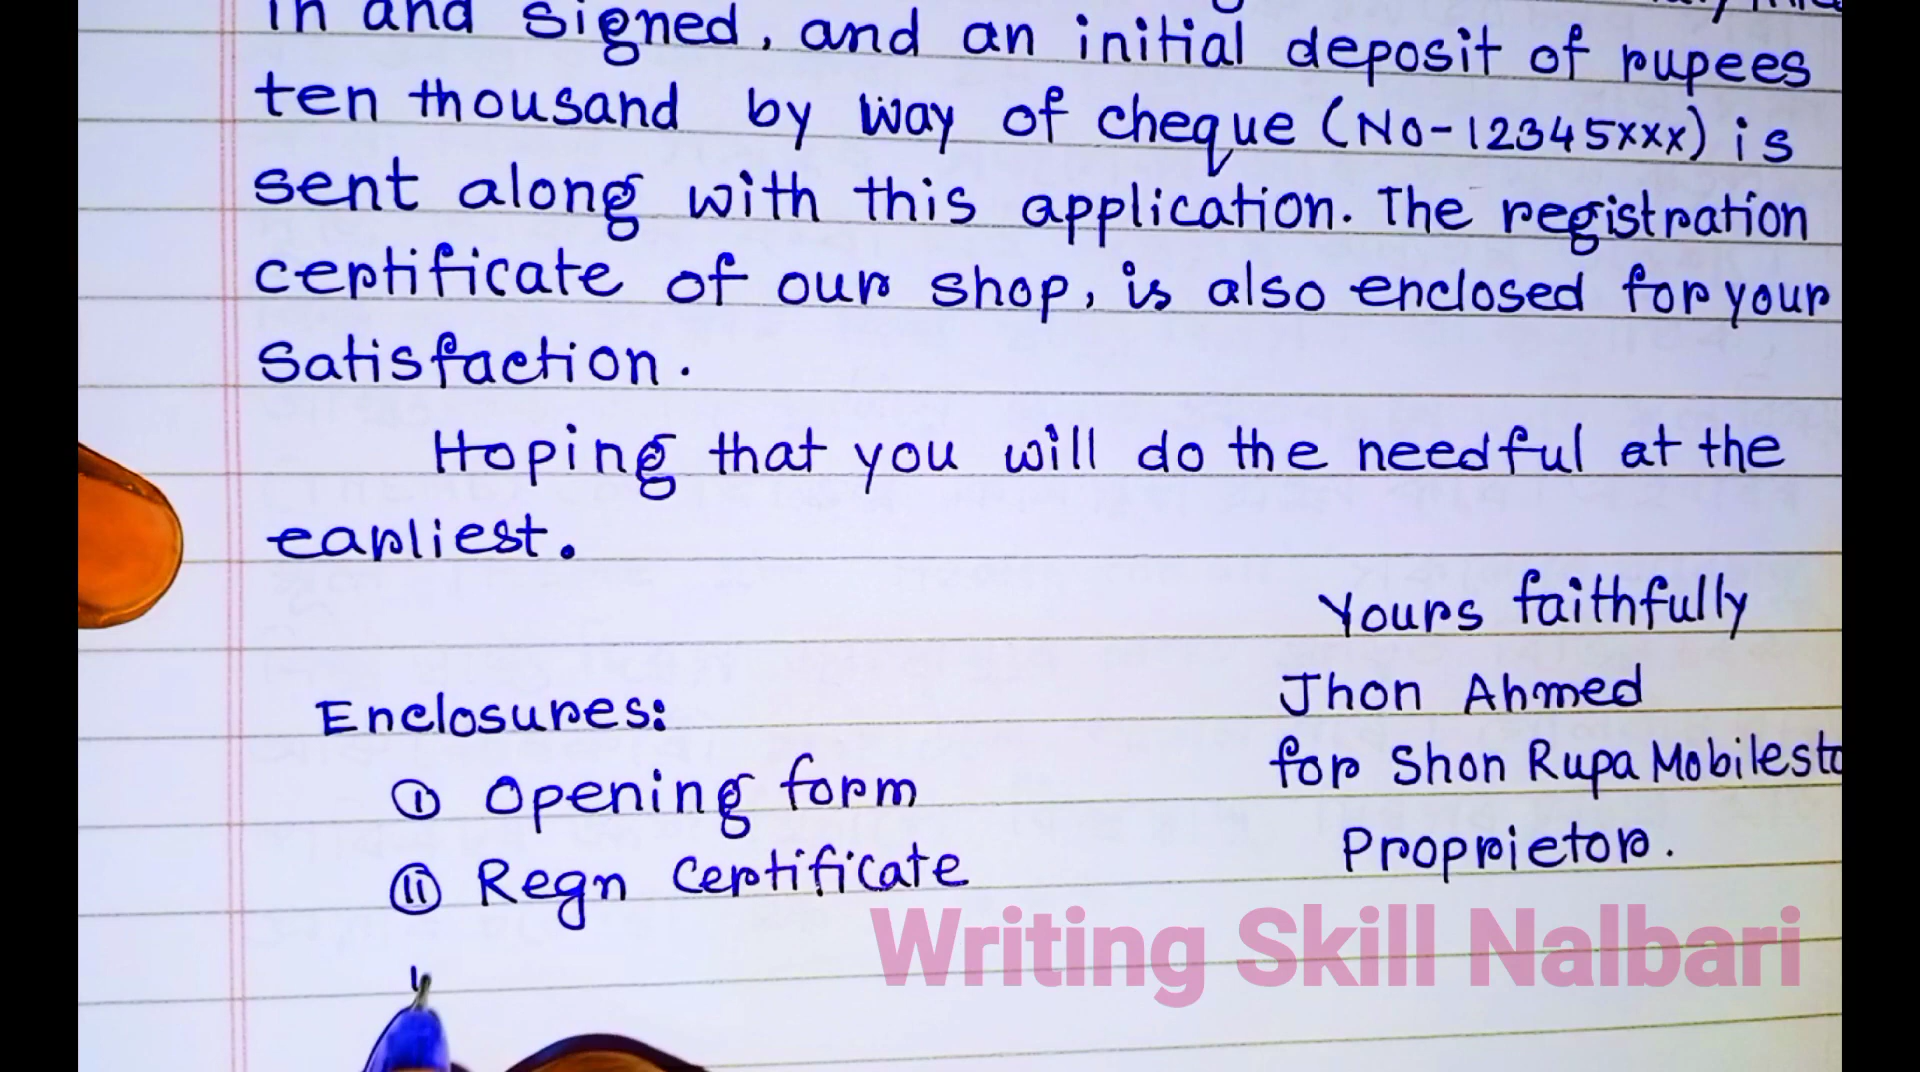 in and signed, and an initial deposit of rupees
ten thousand by way of cheque (No-12345xxx) is
sent along with this application. The registration
certificate of our shop, is also enclosed for your
satisfaction.
Hoping that you will do the needful at the
earliest.
Yours faithfully
Jhon Ahmed
for Shon Rupa Mobilesto
Proprietor.
Enclosures:
(i) Opening form
(ii) Regn Certificate
Writing Skill Nalbari